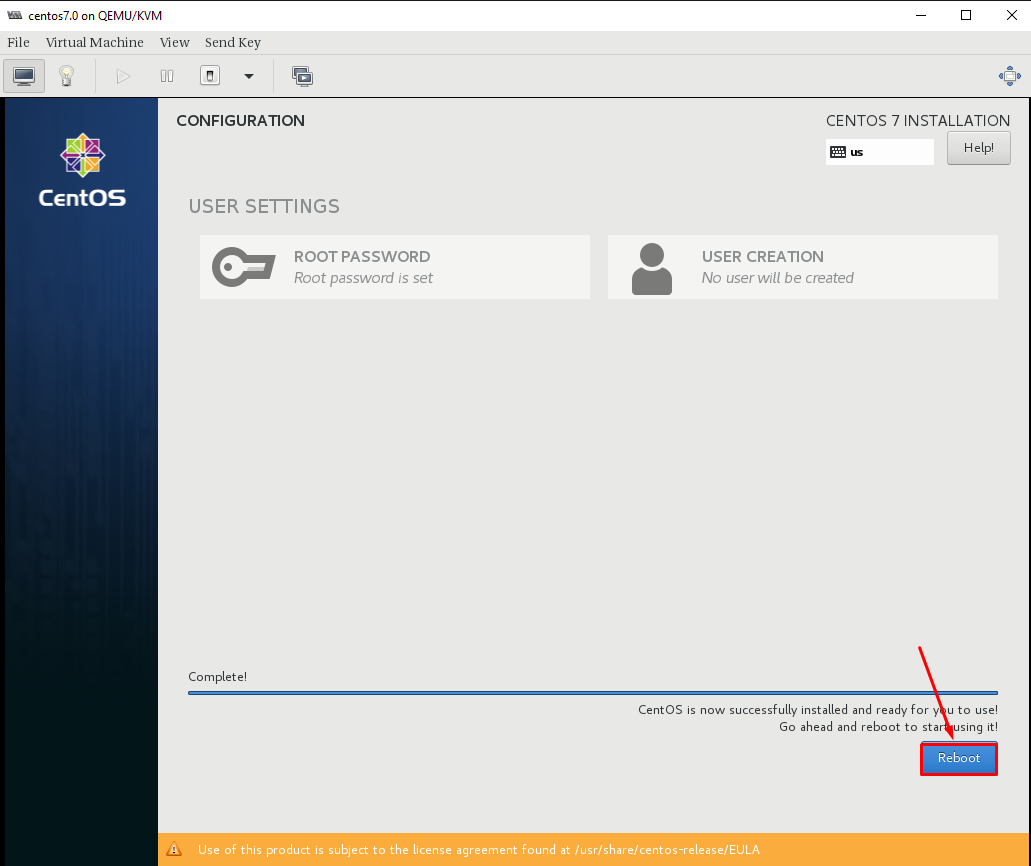 centos7.0 on QEMU/KVM
File Virtual Machine View Send Key
CentOS
CONFIGURATION
CENTOS 7 INSTALLATION
us
Help!
USER SETTINGS
ROOT PASSWORD
Root password is set
USER CREATION
No user will be created
Complete!
CentOS is now successfully installed and ready for you to use!
Go ahead and reboot to start using it!
Reboot
Use of this product is subject to the license agreement found at /usr/share/centos-release/EULA